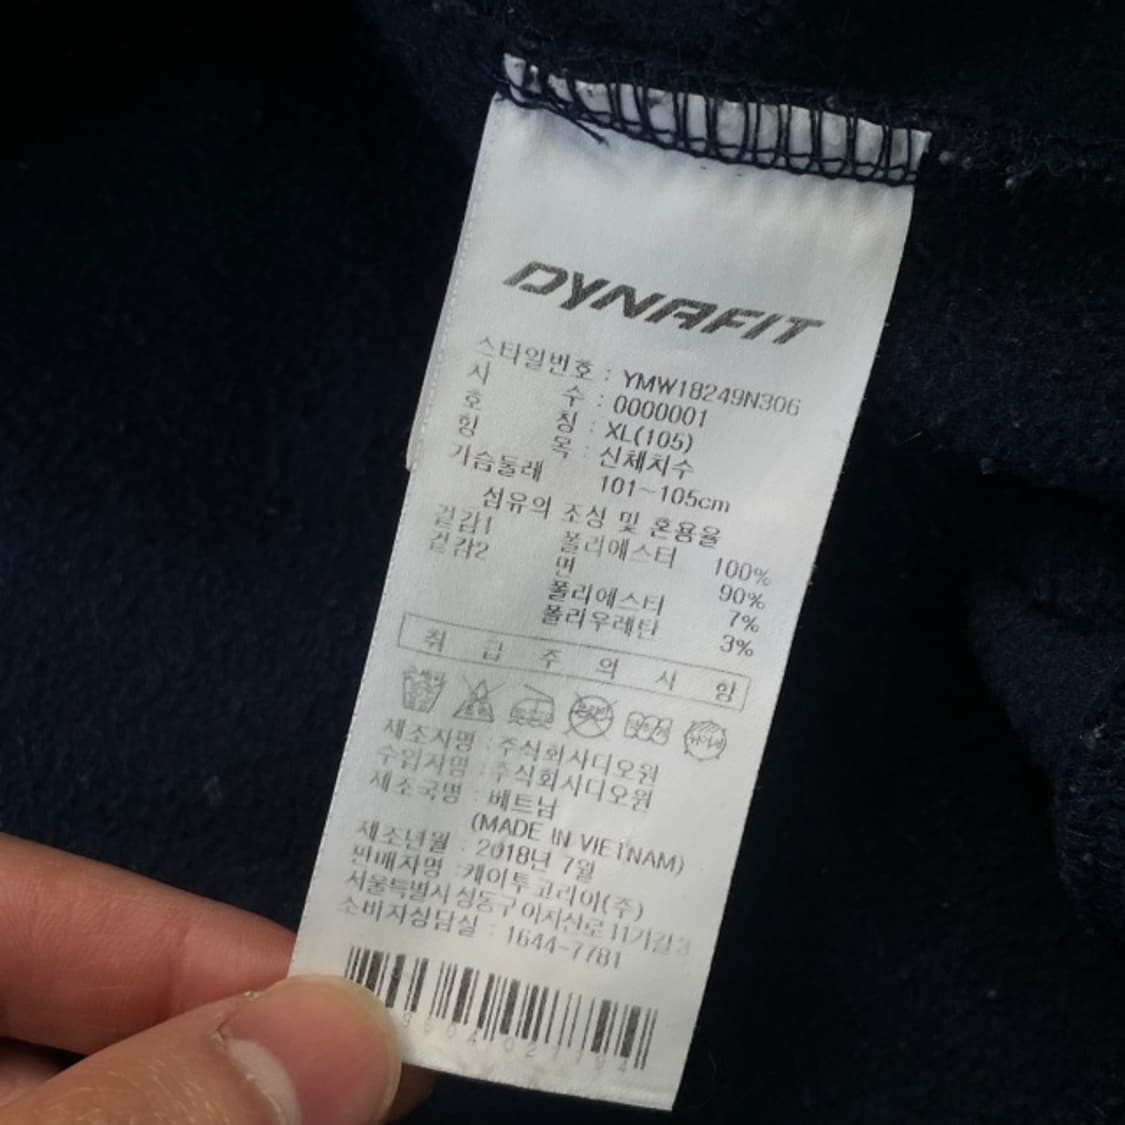 DYNAFIT
스타일번호 : YMW18249N306
시 수 : 0000001
호 칭 : XL(105)
항 목 : 신체치수
가슴둘레 101~105cm
섬유의 조성 및 혼용율
겉감1 폴리에스터 100%
겉감2 면 90%
폴리에스터 7%
폴리우레탄 3%
취 급 주 의 사 항
제조자명 : 주식회사디오원
수입자명 : 주식회사디오원
제조국명 : 베트남
(MADE IN VIETNAM)
제조년월 : 2018년 7월
판매자명 : 케이투코리아(주)
서울특별시 성동구 아차산로 11가길 3
소비자상담실 : 1644-7781